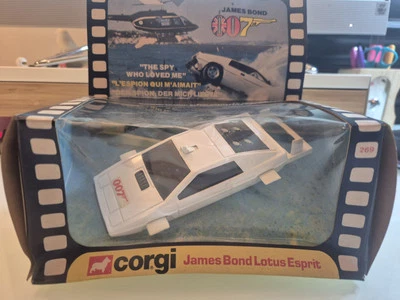 JAMES BOND
007
"THE SPY
WHO LOVED ME"
"L'ESPION QUI M'AIMAIT"
269
007
corgi James Bond Lotus Esprit